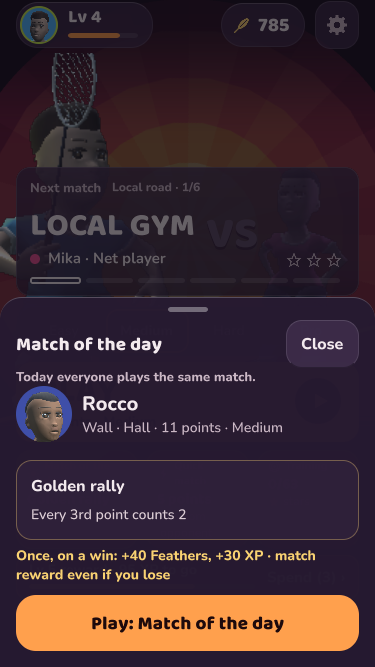 Lv 4
785
Next match Local road · 1/6
LOCAL GYM
VS
Mika · Net player
Match of the day
Close
Today everyone plays the same match.
Rocco
Wall · Hall · 11 points · Medium
Golden rally
Every 3rd point counts 2
Once, on a win: +40 Feathers, +30 XP · match
reward even if you lose
Play: Match of the day